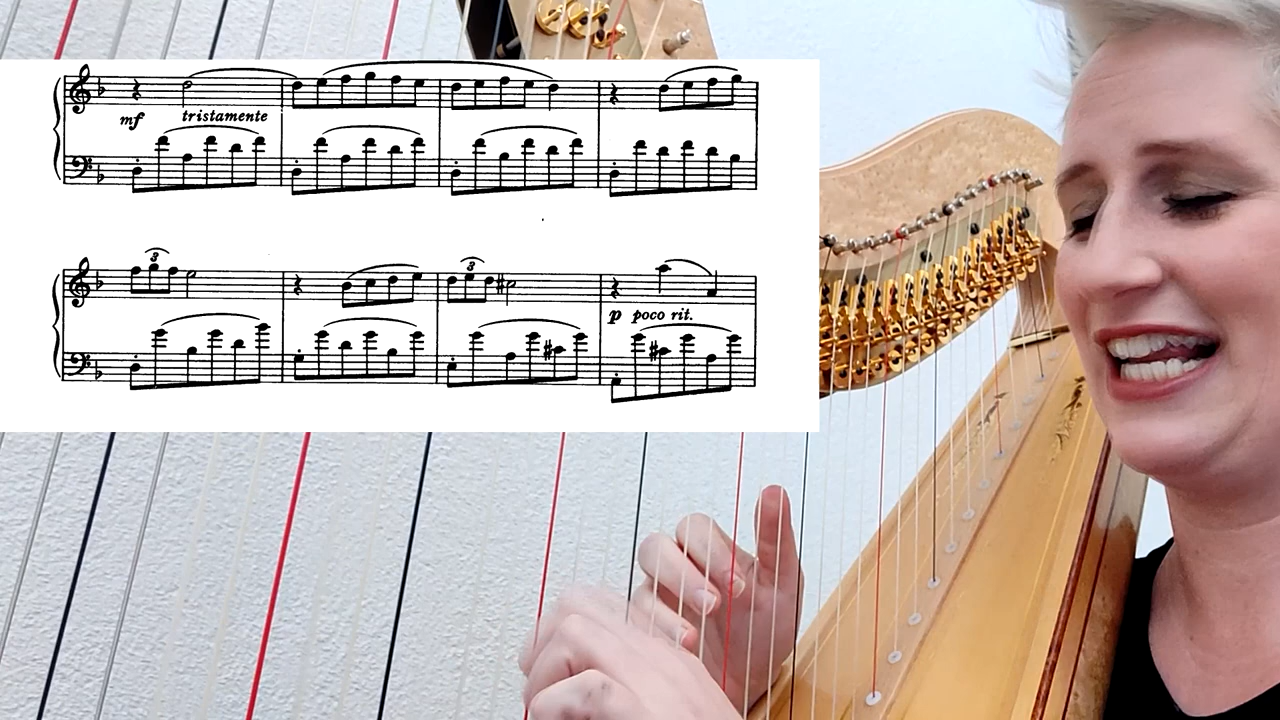 mf tristamente
3 3
p poco rit.